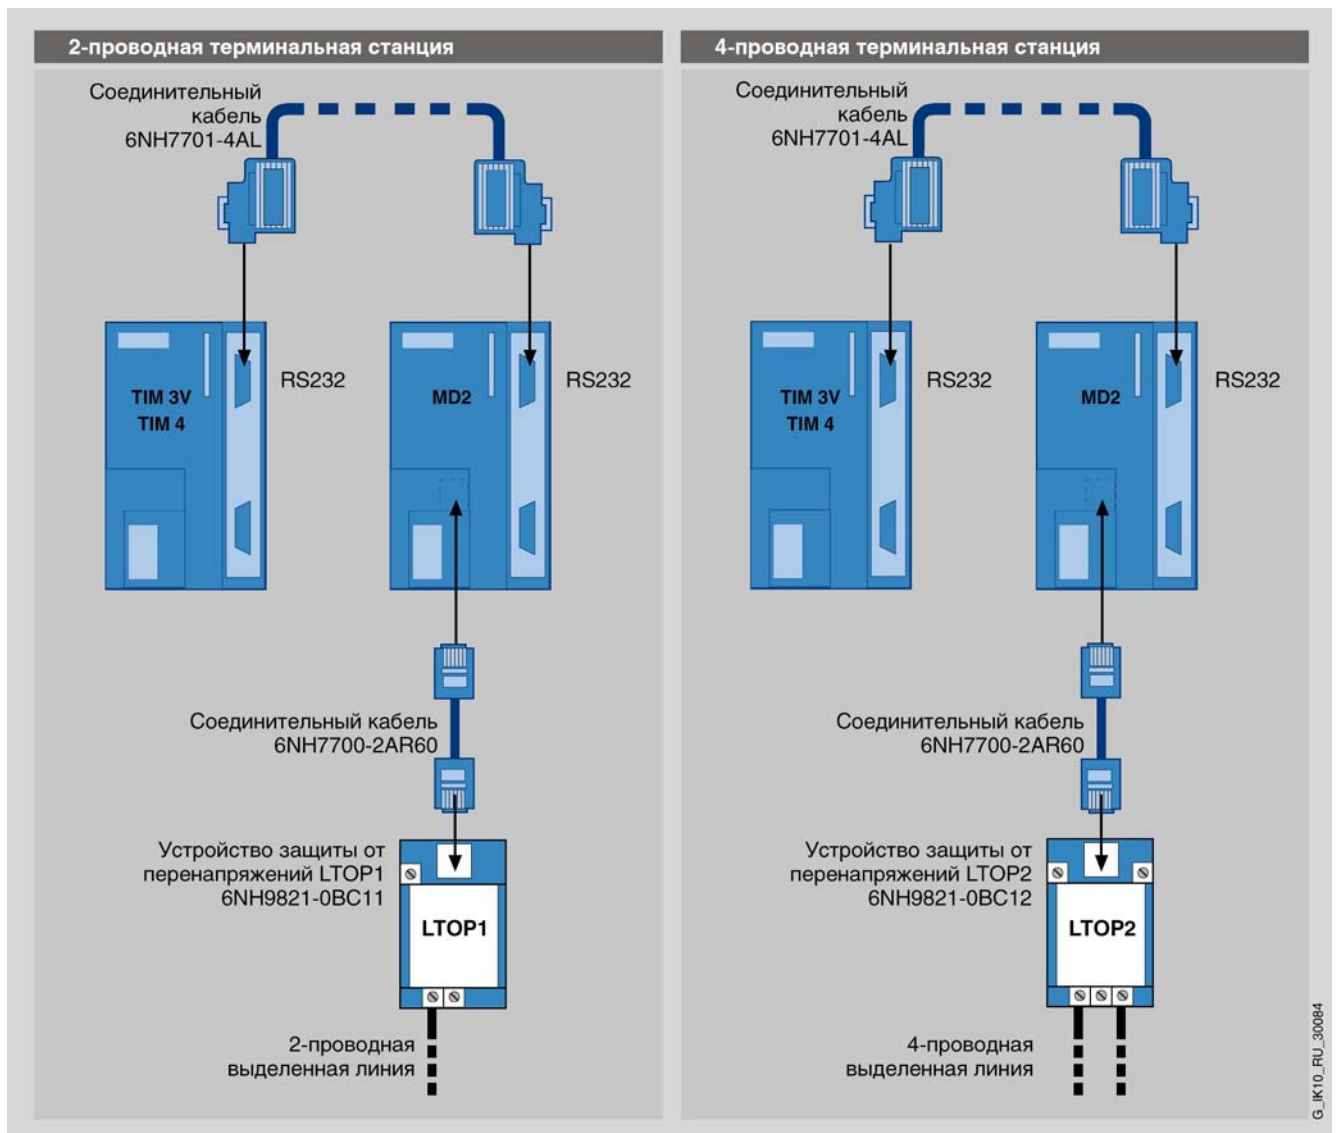 2-проводная терминальная станция
Соединительный
кабель
6NH7701-4AL
RS232
RS232
TIM 3V
TIM 4
MD2
Соединительный кабель
6NH7700-2AR60
Устройство защиты от
перенапряжений LTOP1
6NH9821-0BC11
LTOP1
2-проводная
выделенная линия
4-проводная терминальная станция
Соединительный
кабель
6NH7701-4AL
RS232
RS232
TIM 3V
TIM 4
MD2
Соединительный кабель
6NH7700-2AR60
Устройство защиты от
перенапряжений LTOP2
6NH9821-0BC12
LTOP2
4-проводная
выделенная линия
G_IK10_RU_30084